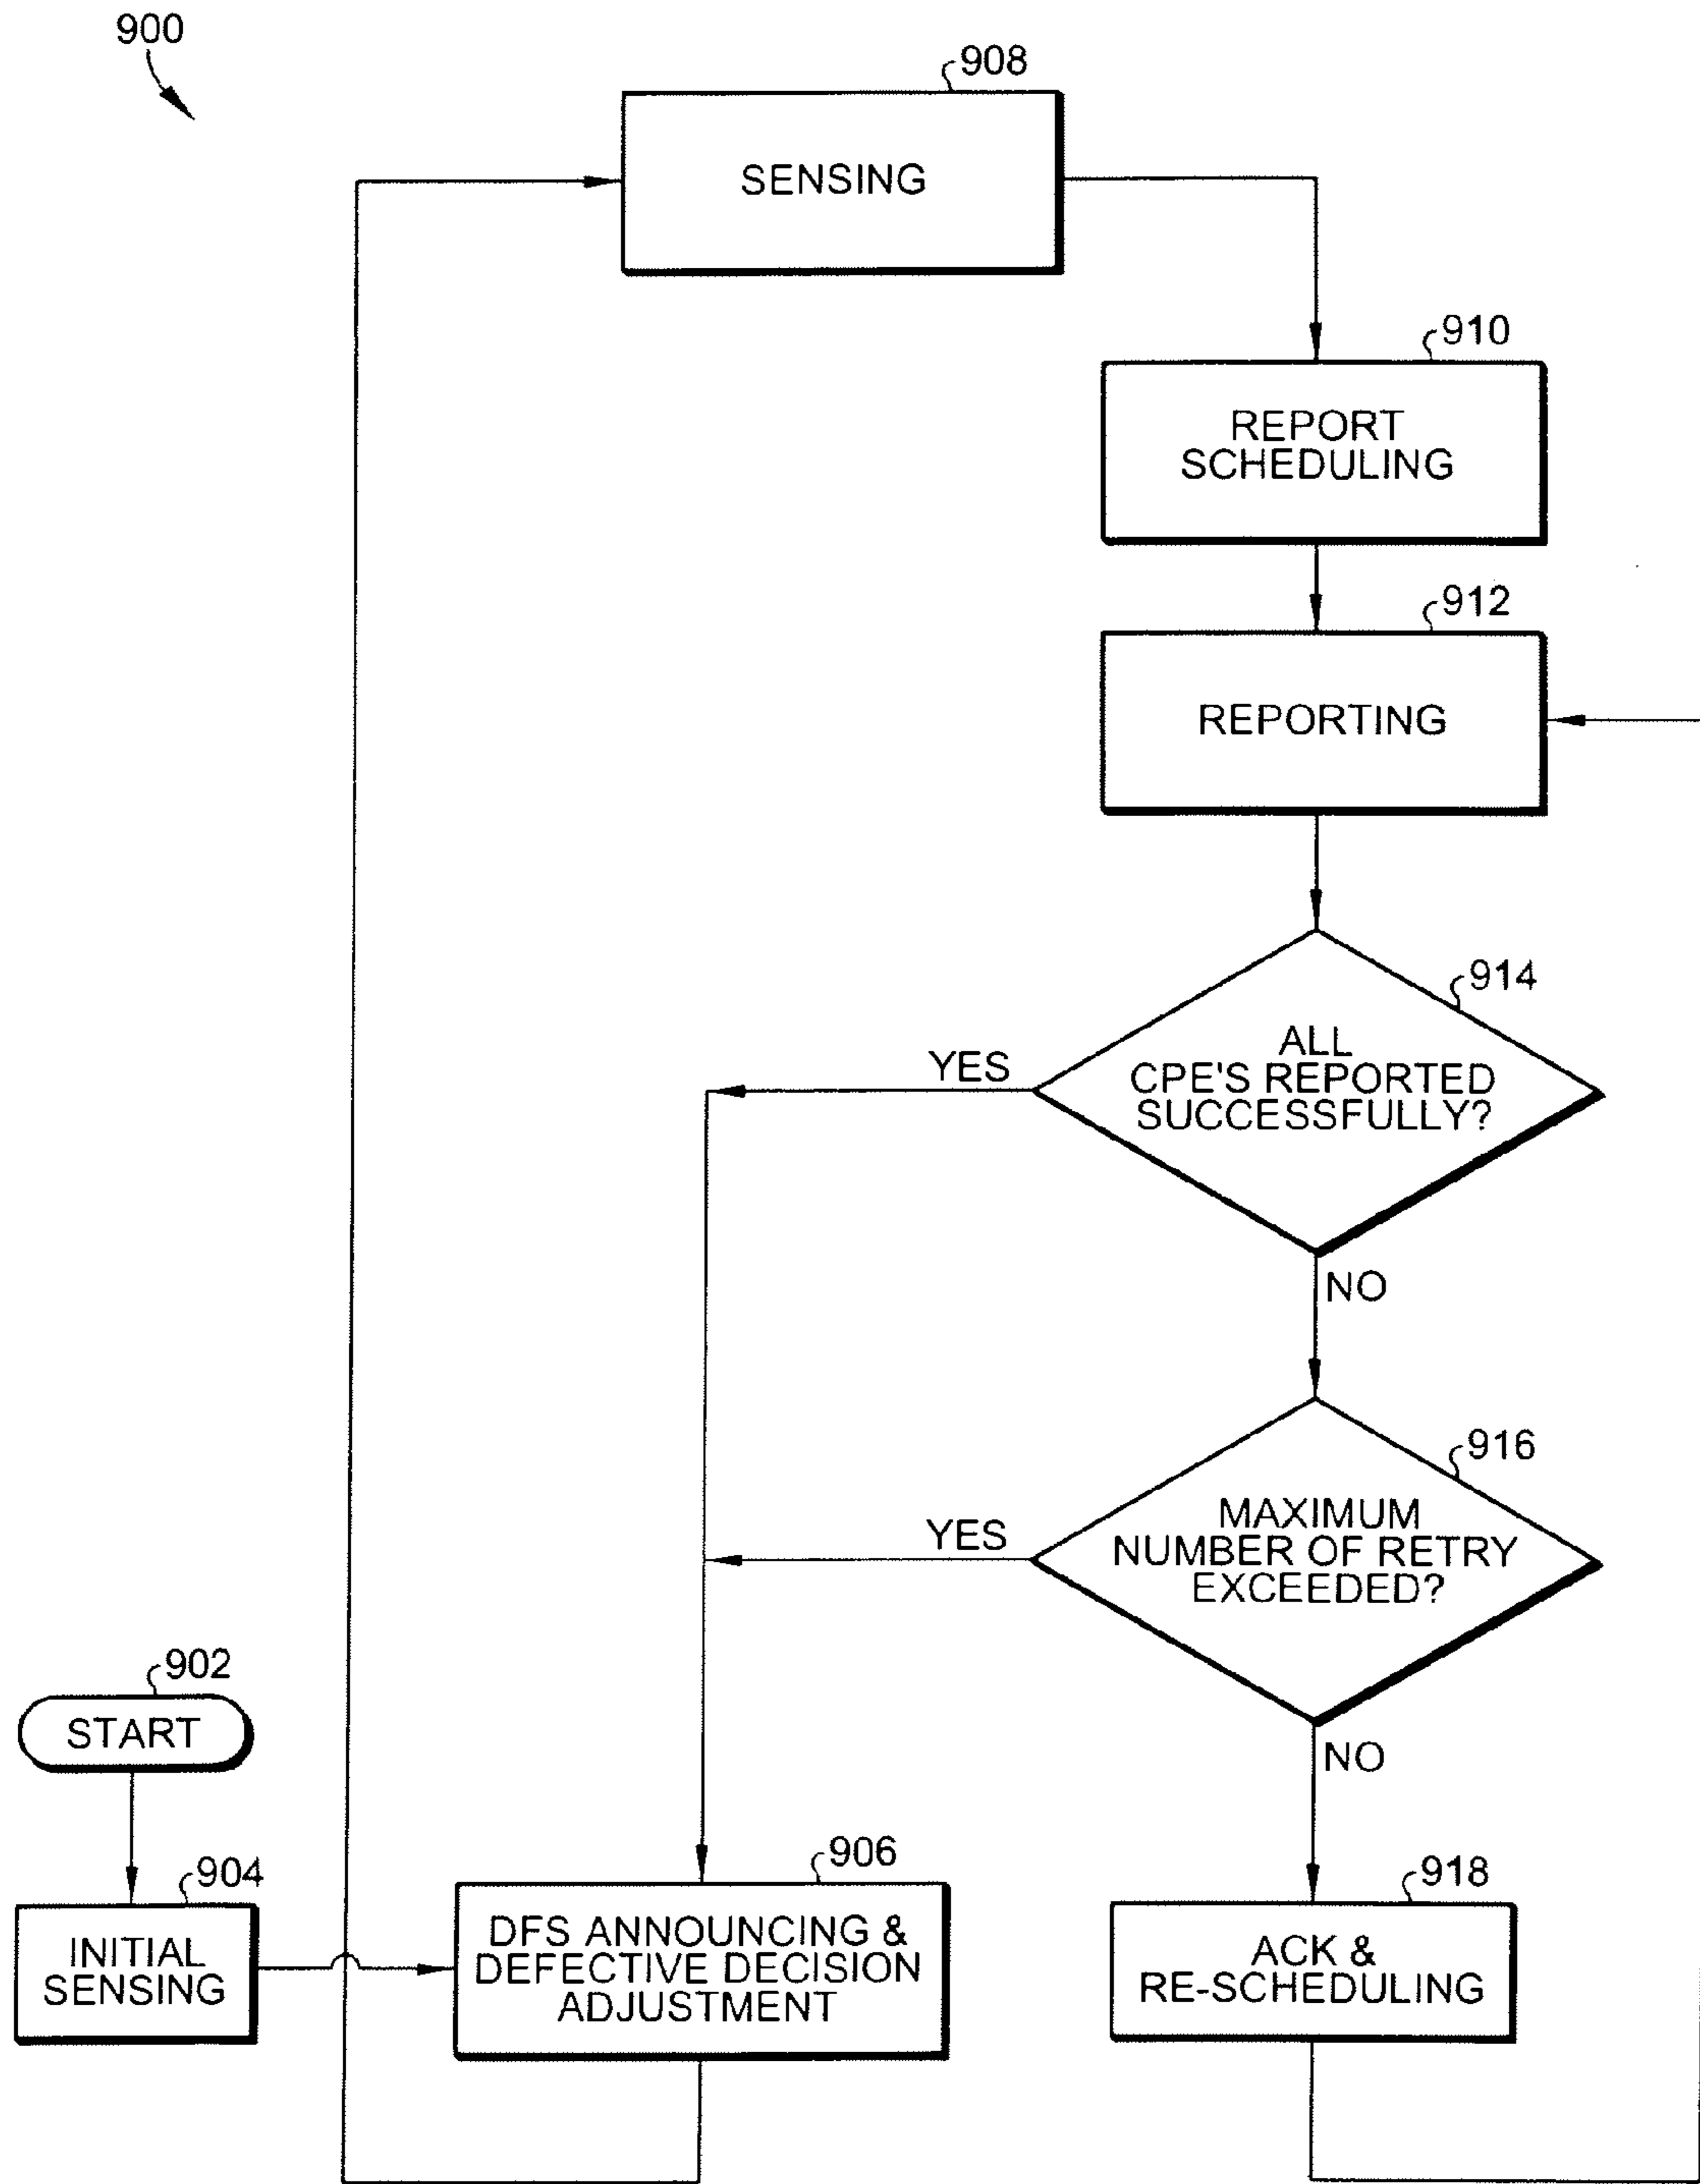 900
908
SENSING
910
REPORT
SCHEDULING
912
REPORTING
914
ALL
CPE'S REPORTED
SUCCESSFULLY?
YES
NO
916
MAXIMUM
NUMBER OF RETRY
EXCEEDED?
YES
NO
902
START
904
INITIAL
SENSING
906
DFS ANNOUNCING &
DEFECTIVE DECISION
ADJUSTMENT
918
ACK &
RE-SCHEDULING